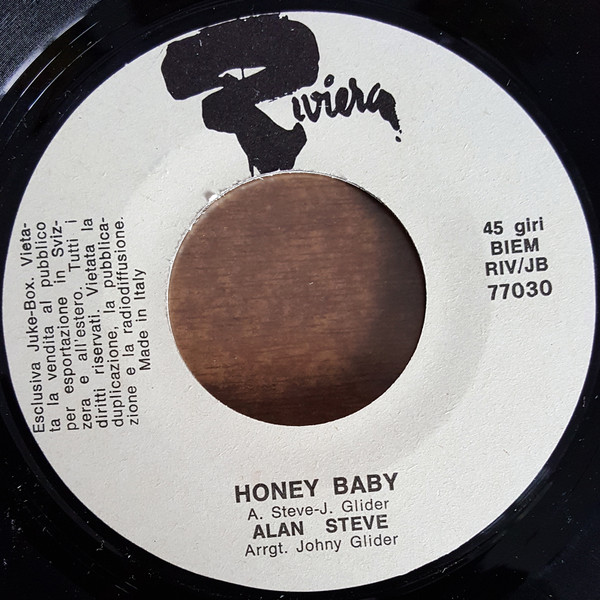 Riviera
Esclusiva Juke-Box. Vieta-
ta la vendita al pubblico
per esportazione in Sviz-
zera e all'estero. Tutti i
diritti riservati. Vietata la
duplicazione, la pubblica-
zione e la radiodiffusione.
Made in Italy
45 giri
BIEM
RIV/JB
77030
HONEY BABY
A. Steve-J. Glider
ALAN STEVE
Arrgt. Johny Glider